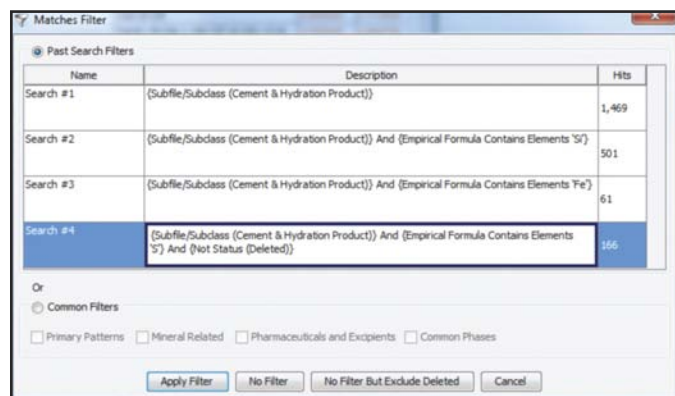 Matches Filter
Past Search Filters
Name Description Hits
Search #1 {Subfile/Subclass (Cement & Hydration Product)} 1,469
Search #2 {Subfile/Subclass (Cement & Hydration Product)} And {Empirical Formula Contains Elements 'Si'} 501
Search #3 {Subfile/Subclass (Cement & Hydration Product)} And {Empirical Formula Contains Elements 'Fe'} 61
Search #4 {Subfile/Subclass (Cement & Hydration Product)} And {Empirical Formula Contains Elements
'S'} And {Not Status (Deleted)} 166
Or
Common Filters
Primary Patterns Mineral Related Pharmaceuticals and Excipients Common Phases
Apply Filter No Filter No Filter But Exclude Deleted Cancel